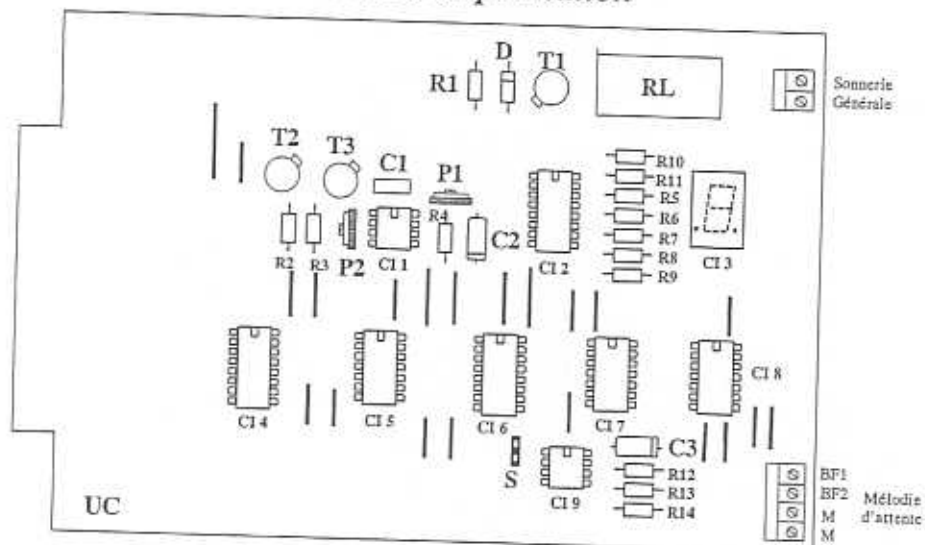 D
T1
R1
RL
Sonnerie
Générale
T2
T3
C1
P1
R10
R11
R5
R6
R7
R8
R9
R4
C2
R2
R3
P2
CI 1
CI 2
CI 3
CI 4
CI 5
CI 6
CI 7
CI 8
C3
S
CI 9
R12
R13
R14
UC
BF1
BF2
M
M
Mélodie
d'attente